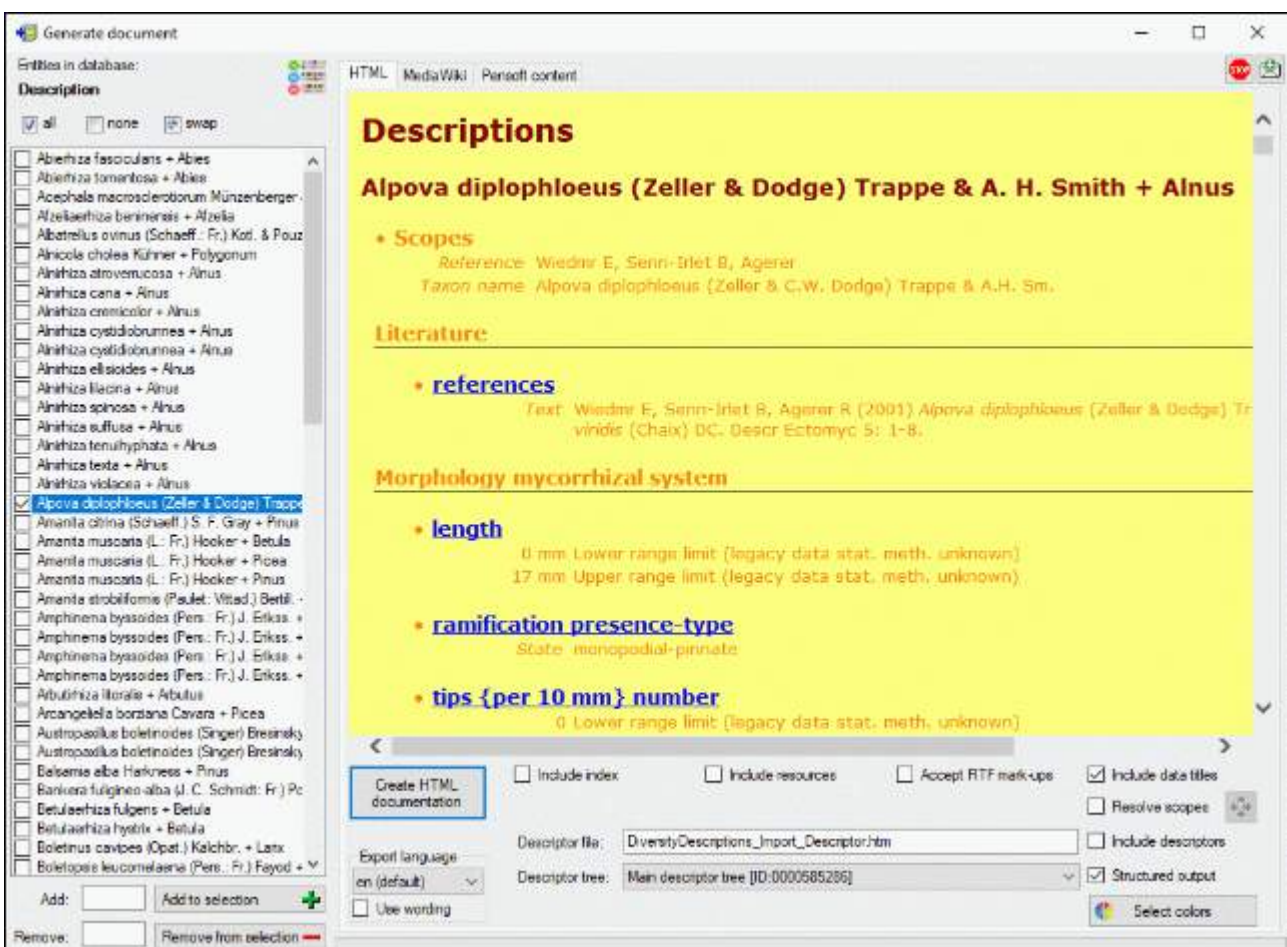 Generate document
Entities in database:
Description
all none swap
Abierhiza fascicularis + Abies
Abierhiza tomentosa + Abies
Acephala macrosclerotiorum Münzenberger
Afzeliaerhiza beninensis + Afzelia
Albatrellus ovinus (Schaeff.: Fr.) Kotl. & Pouz
Alnicola cholea Kühner + Polygonum
Alnirhiza atroverrucosa + Alnus
Alnirhiza cana + Alnus
Alnirhiza cremicolor + Alnus
Alnirhiza cystidiobrunnea + Alnus
Alnirhiza cystidiobrunnea + Alnus
Alnirhiza ellisioides + Alnus
Alnirhiza lilacina + Alnus
Alnirhiza spinosa + Alnus
Alnirhiza suffusa + Alnus
Alnirhiza tenuihyphata + Alnus
Alnirhiza texta + Alnus
Alnirhiza violacea + Alnus
Alpova diplophloeus (Zeller & Dodge) Trappe
Amanita citrina (Schaeff.) S. F. Gray + Pinus
Amanita muscaria (L.: Fr.) Hooker + Betula
Amanita muscaria (L.: Fr.) Hooker + Picea
Amanita muscaria (L.: Fr.) Hooker + Pinus
Amanita strobiliformis (Paulet: Vittad.) Bertill. -
Amphinema byssoides (Pers.: Fr.) J. Erikss. +
Amphinema byssoides (Pers.: Fr.) J. Erikss. +
Amphinema byssoides (Pers.: Fr.) J. Erikss. +
Amphinema byssoides (Pers.: Fr.) J. Erikss. +
Arbutirhiza litoralis + Arbutus
Arcangeliella borziana Cavara + Picea
Austropaxillus boletinoides (Singer) Bresinsky
Austropaxillus boletinoides (Singer) Bresinsky
Balsamia alba Harkness + Pinus
Bankera fuligineo-alba (J. C. Schmidt: Fr.) Pc
Betulaerhiza fulgens + Betula
Betulaerhiza hystrix + Betula
Boletinus cavipes (Opat.) Kalchbr. + Larix
Boletopsis leucomelaena (Pers.: Fr.) Fayod +
Add: Add to selection
Remove: Remove from selection
HTML MediaWiki Pensoft content
STOP
Descriptions
Alpova diplophloeus (Zeller & Dodge) Trappe & A. H. Smith + Alnus
• Scopes
Reference Wiedmr E, Senn-Irlet B, Agerer
Taxon name Alpova diplophloeus (Zeller & C.W. Dodge) Trappe & A.H. Sm.
Literature
• references
Text Wiedmr E, Senn-Irlet B, Agerer R (2001) Alpova diplophloeus (Zeller & Dodge) Tr
viridis (Chaix) DC. Descr Ectomyc 5: 1-8.
Morphology mycorrhizal system
• length
0 mm Lower range limit (legacy data stat. meth. unknown)
17 mm Upper range limit (legacy data stat. meth. unknown)
• ramification presence-type
State monopodial-pinnate
• tips {per 10 mm} number
0 Lower range limit (legacy data stat. meth. unknown)
Create HTML
documentation
Include index Include resources Accept RTF mark-ups Include data titles
Resolve scopes
Descriptor file: DiversityDescriptions_Import_Descriptor.htm Include descriptors
Export language
en (default) Descriptor tree: Main descriptor tree [ID:0000585286] Structured output
Use wording Select colors